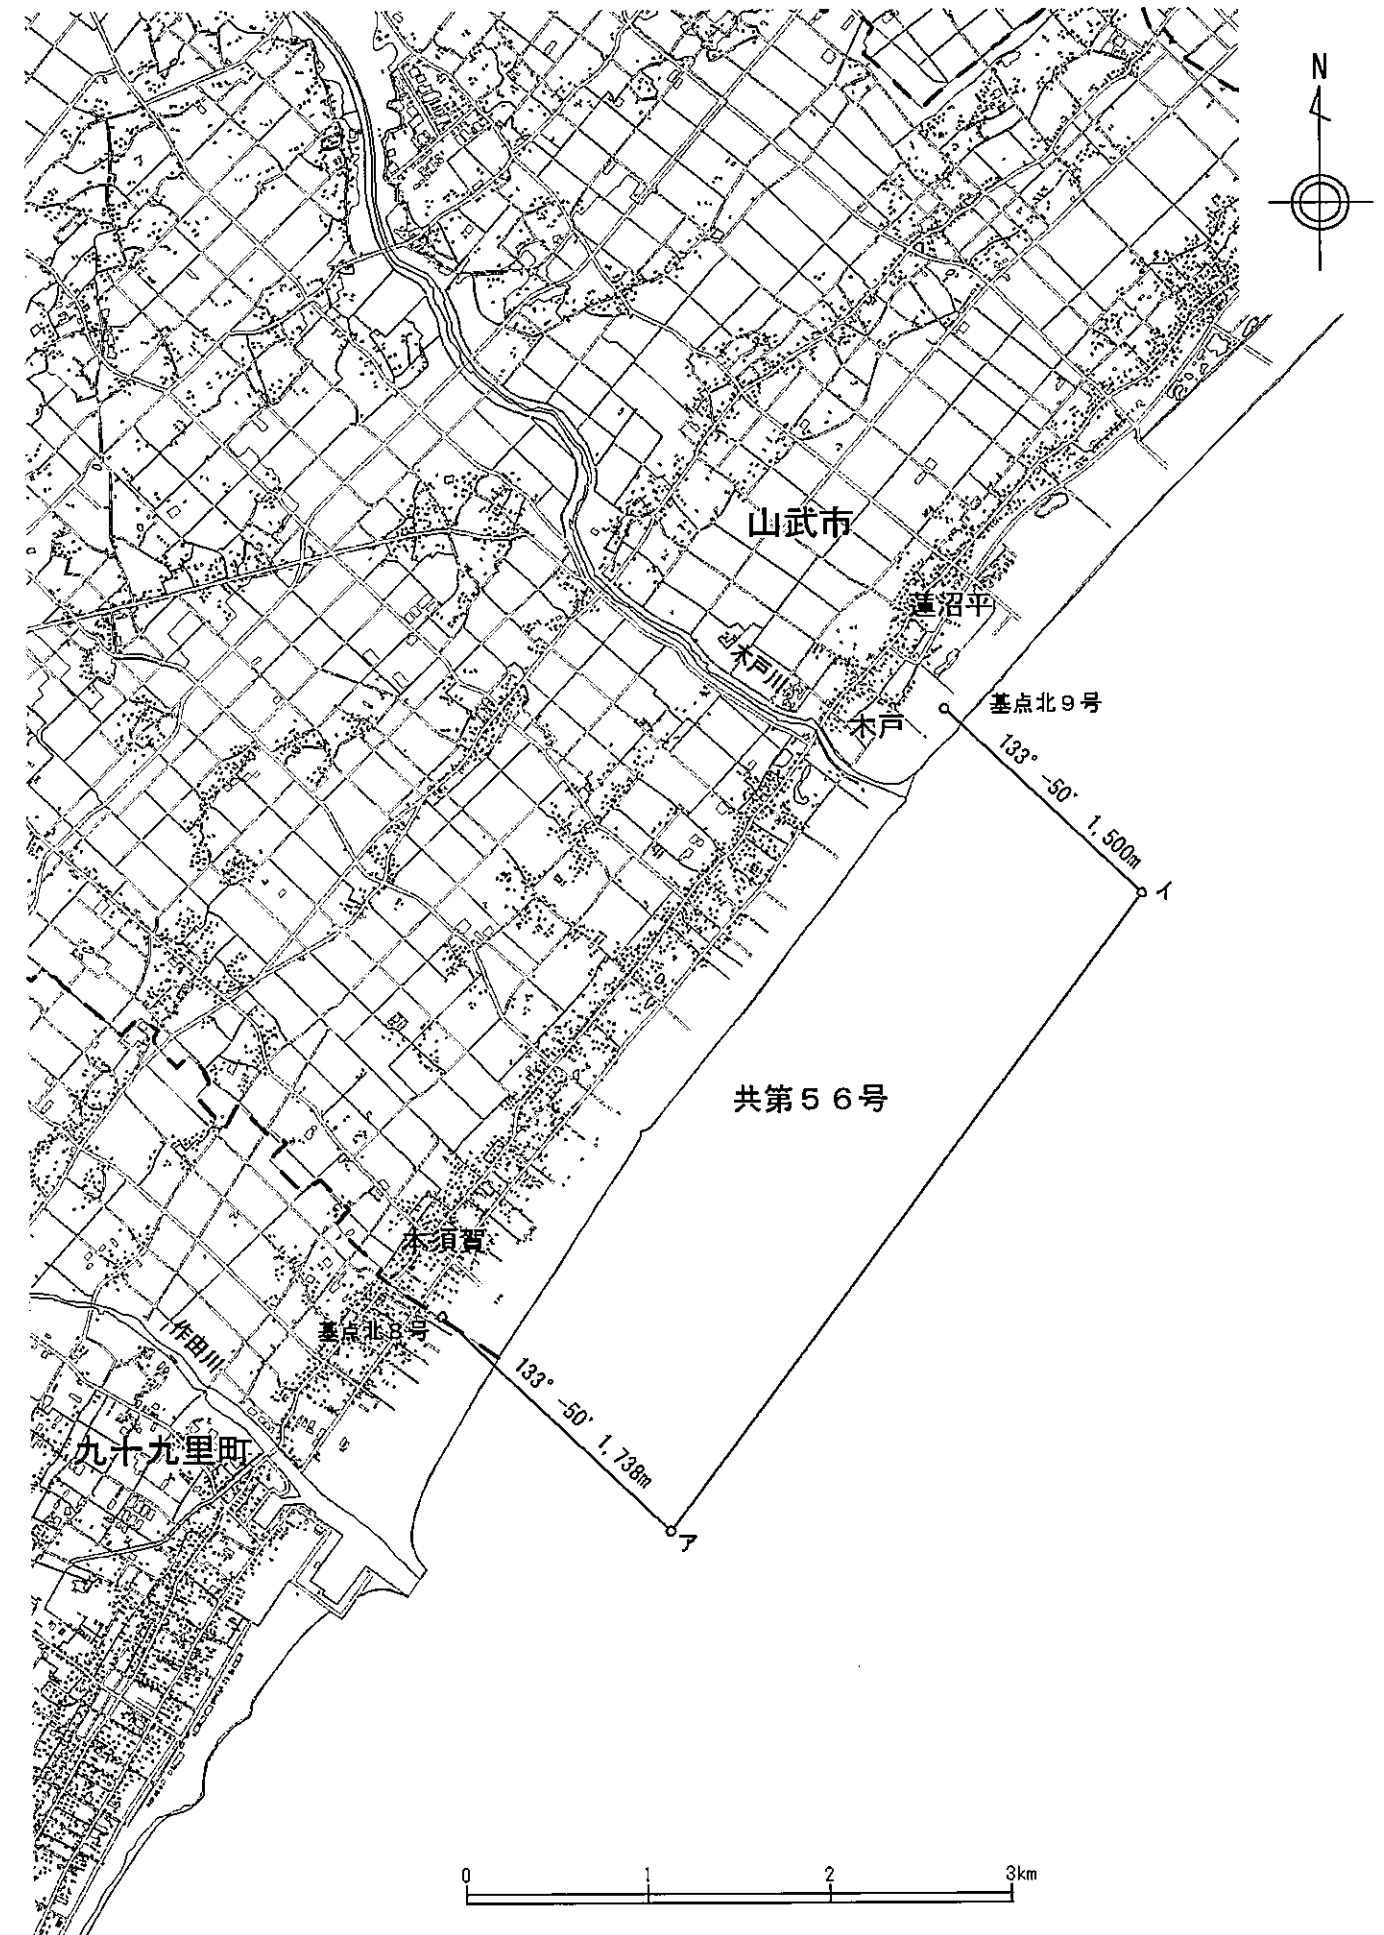 N
山武市
蓮沼平
木戸川
木戸
基点北９号
133° -50' 1,500m
イ
共第５６号
本須賀
基点北８号
作田川
133° -50' 1,738m
九十九里町
ア
0 1 2 3km